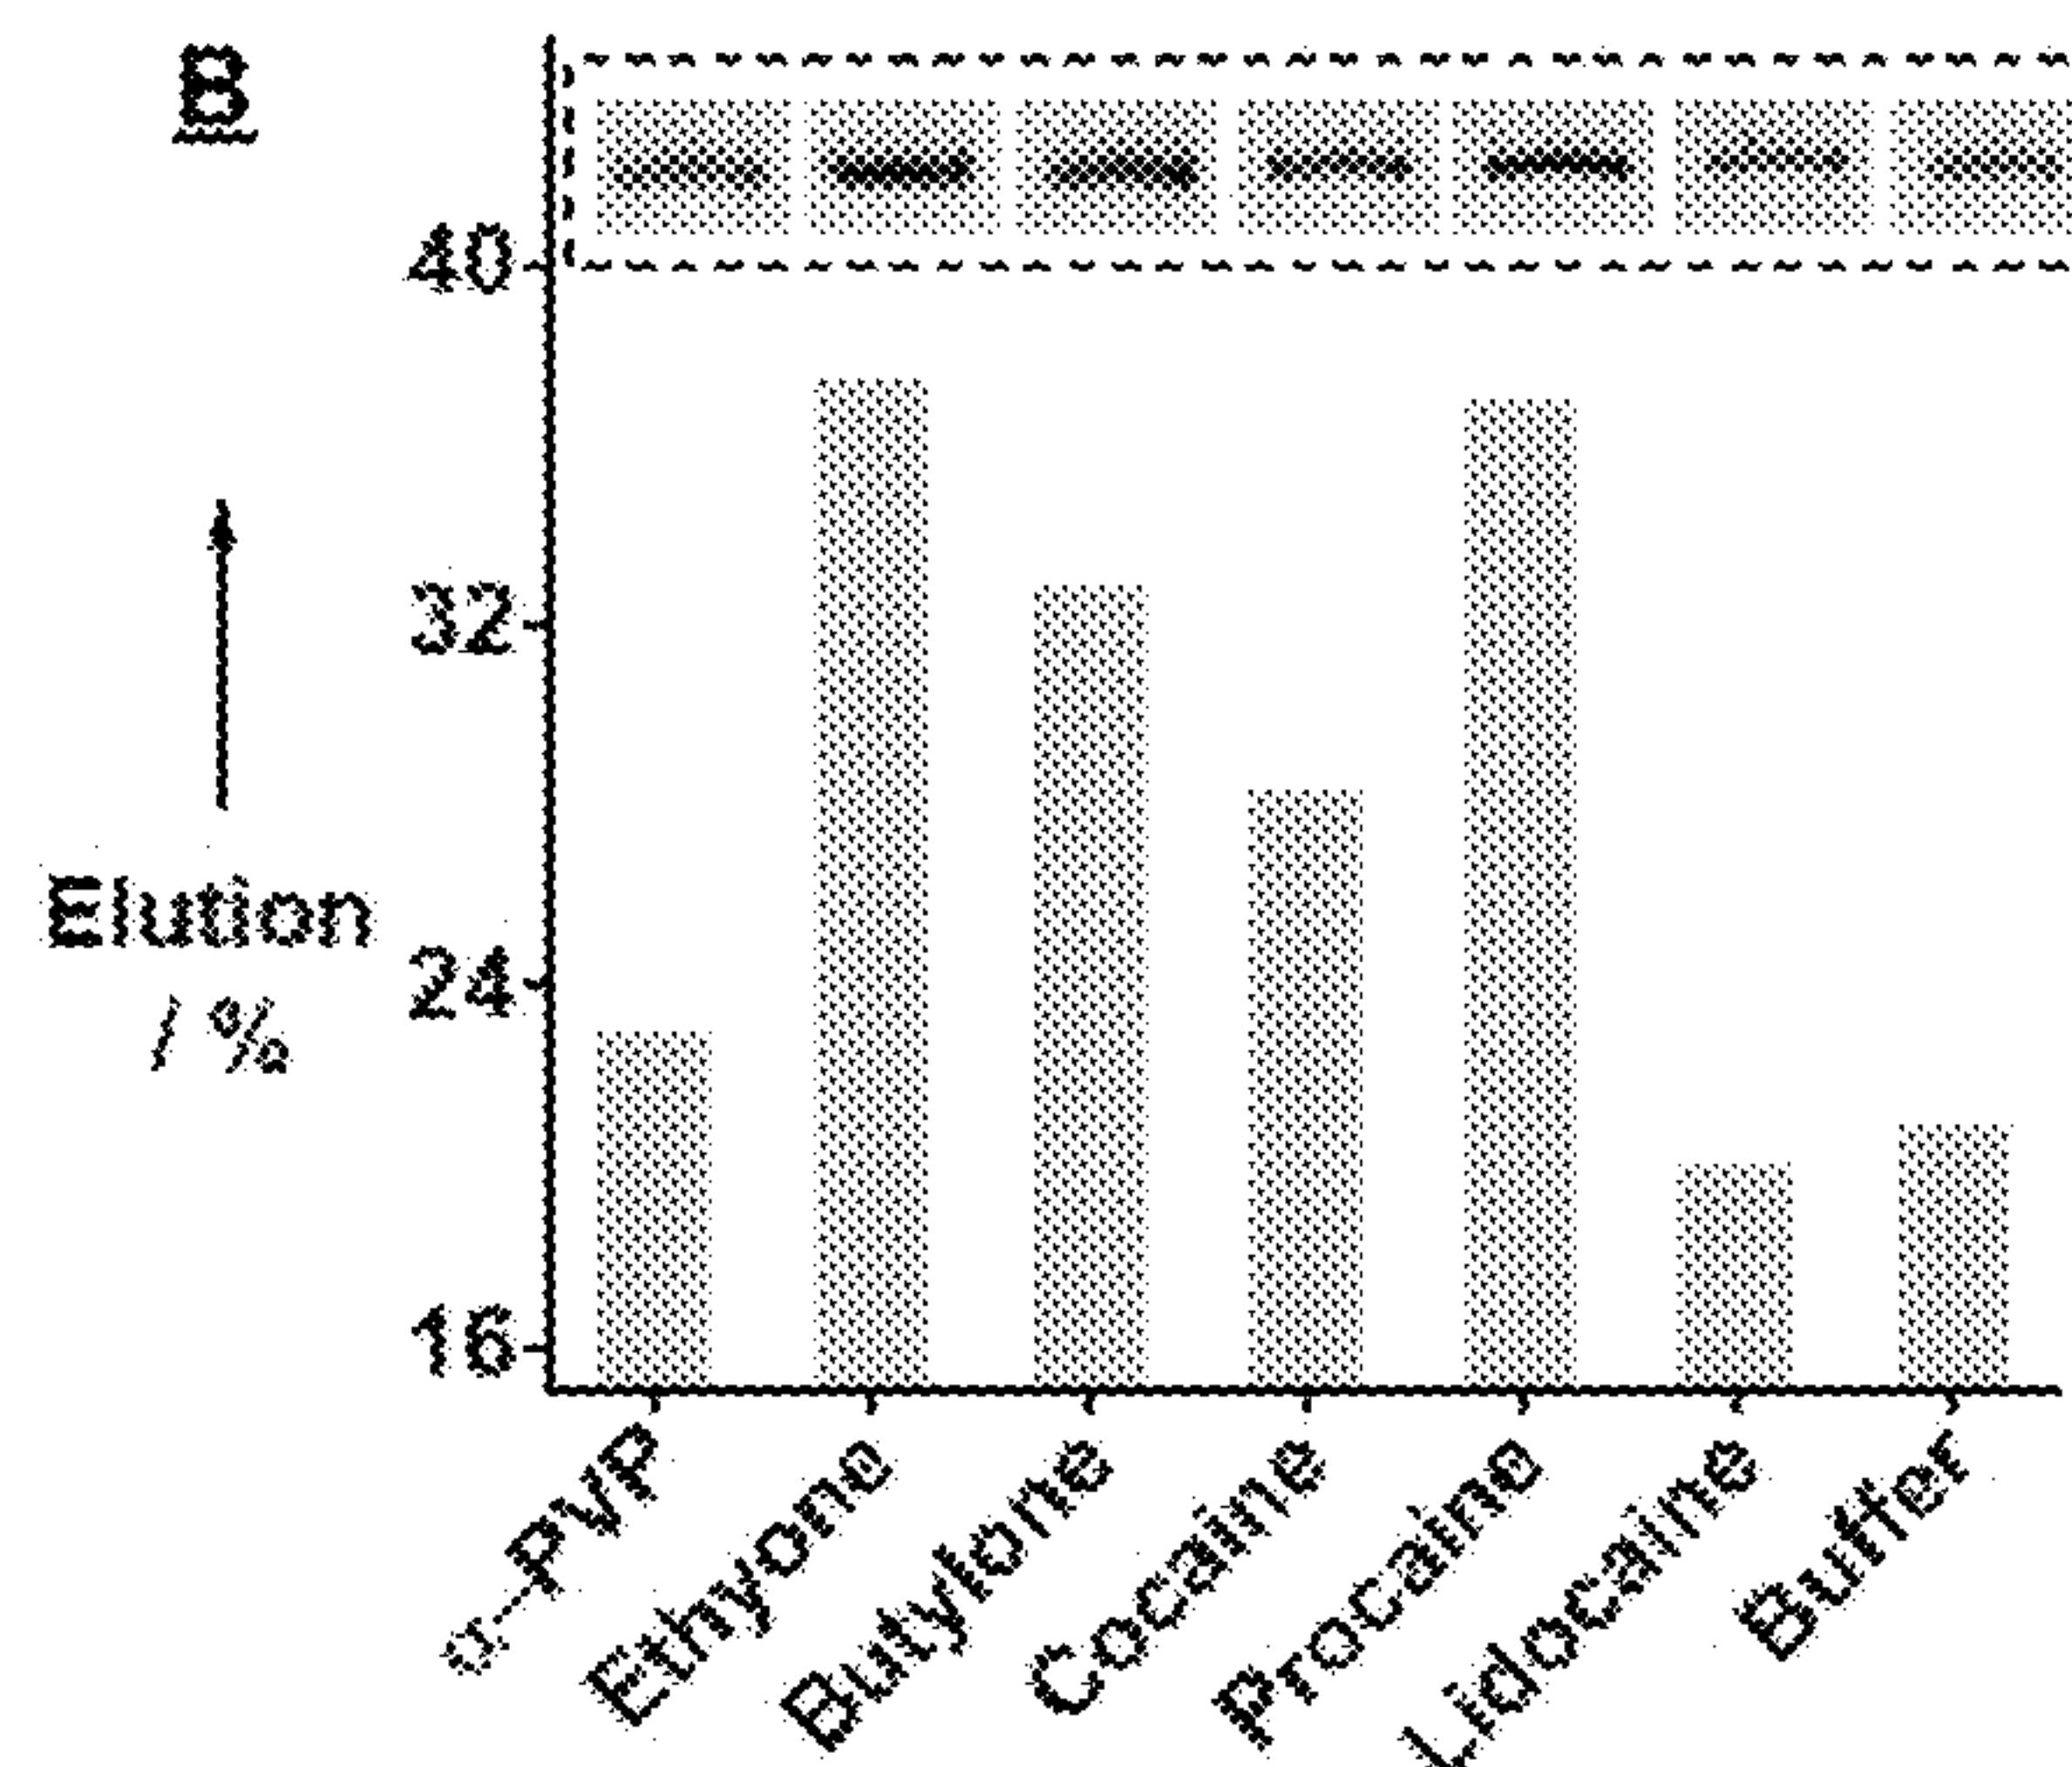 B
40
32
24
16
Elution
/ %
α-PVP
Ethyone
Butylone
Cocaine
Procaine
Lidocaine
Buffer